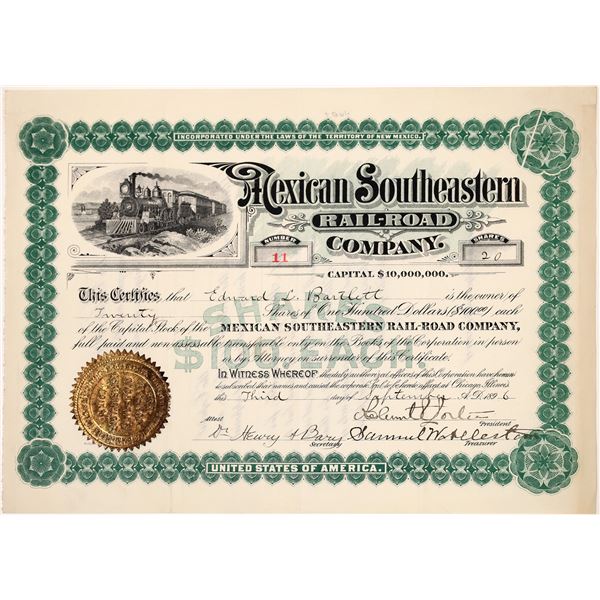 INCORPORATED UNDER THE LAWS OF THE TERRITORY OF NEW MEXICO.
Mexican Southeastern
RAIL-ROAD
COMPANY.
NUMBER
11
SHARES
20
CAPITAL $10,000,000.
This Certifies that Edward L. Bartlett is the owner of
Twenty Shares of One Hundred Dollars ($100.00) each
of the Capital Stock of the MEXICAN SOUTHEASTERN RAIL-ROAD COMPANY,
full paid and non assessable transferable only on the Books of the Corporation in person
or by Attorney on surrender of this Certificate.
IN WITNESS WHEREOF the duly authorized officers of this Corporation have hereunto
subscribed their names and caused the corporate Seal to be hereto affixed at Chicago Illinois
this Third day of September A.D. 1896
Attest
President
Dr Henry A Samuel W.
Secretary
Treasurer
UNITED STATES OF AMERICA.